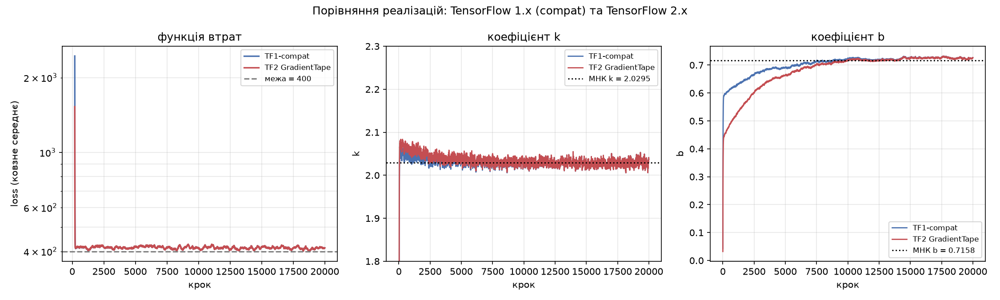 Порівняння реалізацій: TensorFlow 1.x (compat) та TensorFlow 2.x
функція втрат
loss (ковзне середнє)
2 × 10³
10³
6 × 10²
4 × 10²
TF1-compat
TF2 GradientTape
межа = 400
0 2500 5000 7500 10000 12500 15000 17500 20000
крок
коефіцієнт k
k
2.3
2.2
2.1
2.0
1.9
1.8
TF1-compat
TF2 GradientTape
МНК k = 2.0295
0 2500 5000 7500 10000 12500 15000 17500 20000
крок
коефіцієнт b
b
0.7
0.6
0.5
0.4
0.3
0.2
0.1
0.0
TF1-compat
TF2 GradientTape
МНК b = 0.7158
0 2500 5000 7500 10000 12500 15000 17500 20000
крок